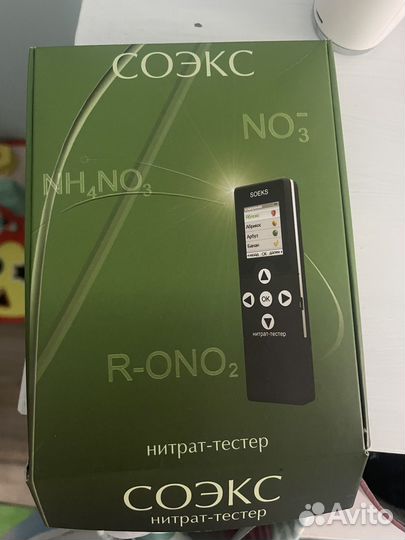 СОЭКС
NO₃⁻
NH₄NO₃
SOEKS
Абрикос
Арбуз
Банан
OK
нитрат-тестер
R-ONO₂
нитрат-тестер
СОЭКС
нитрат-тестер
Avito